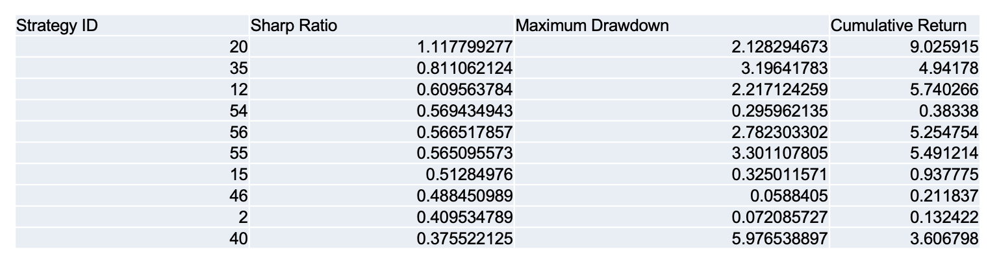 Strategy ID Sharp Ratio Maximum Drawdown Cumulative Return
20 1.117799277 2.128294673 9.025915
35 0.811062124 3.19641783 4.94178
12 0.609563784 2.217124259 5.740266
54 0.569434943 0.295962135 0.38338
56 0.566517857 2.782303302 5.254754
55 0.565095573 3.301107805 5.491214
15 0.51284976 0.325011571 0.937775
46 0.488450989 0.0588405 0.211837
2 0.409534789 0.072085727 0.132422
40 0.375522125 5.976538897 3.606798